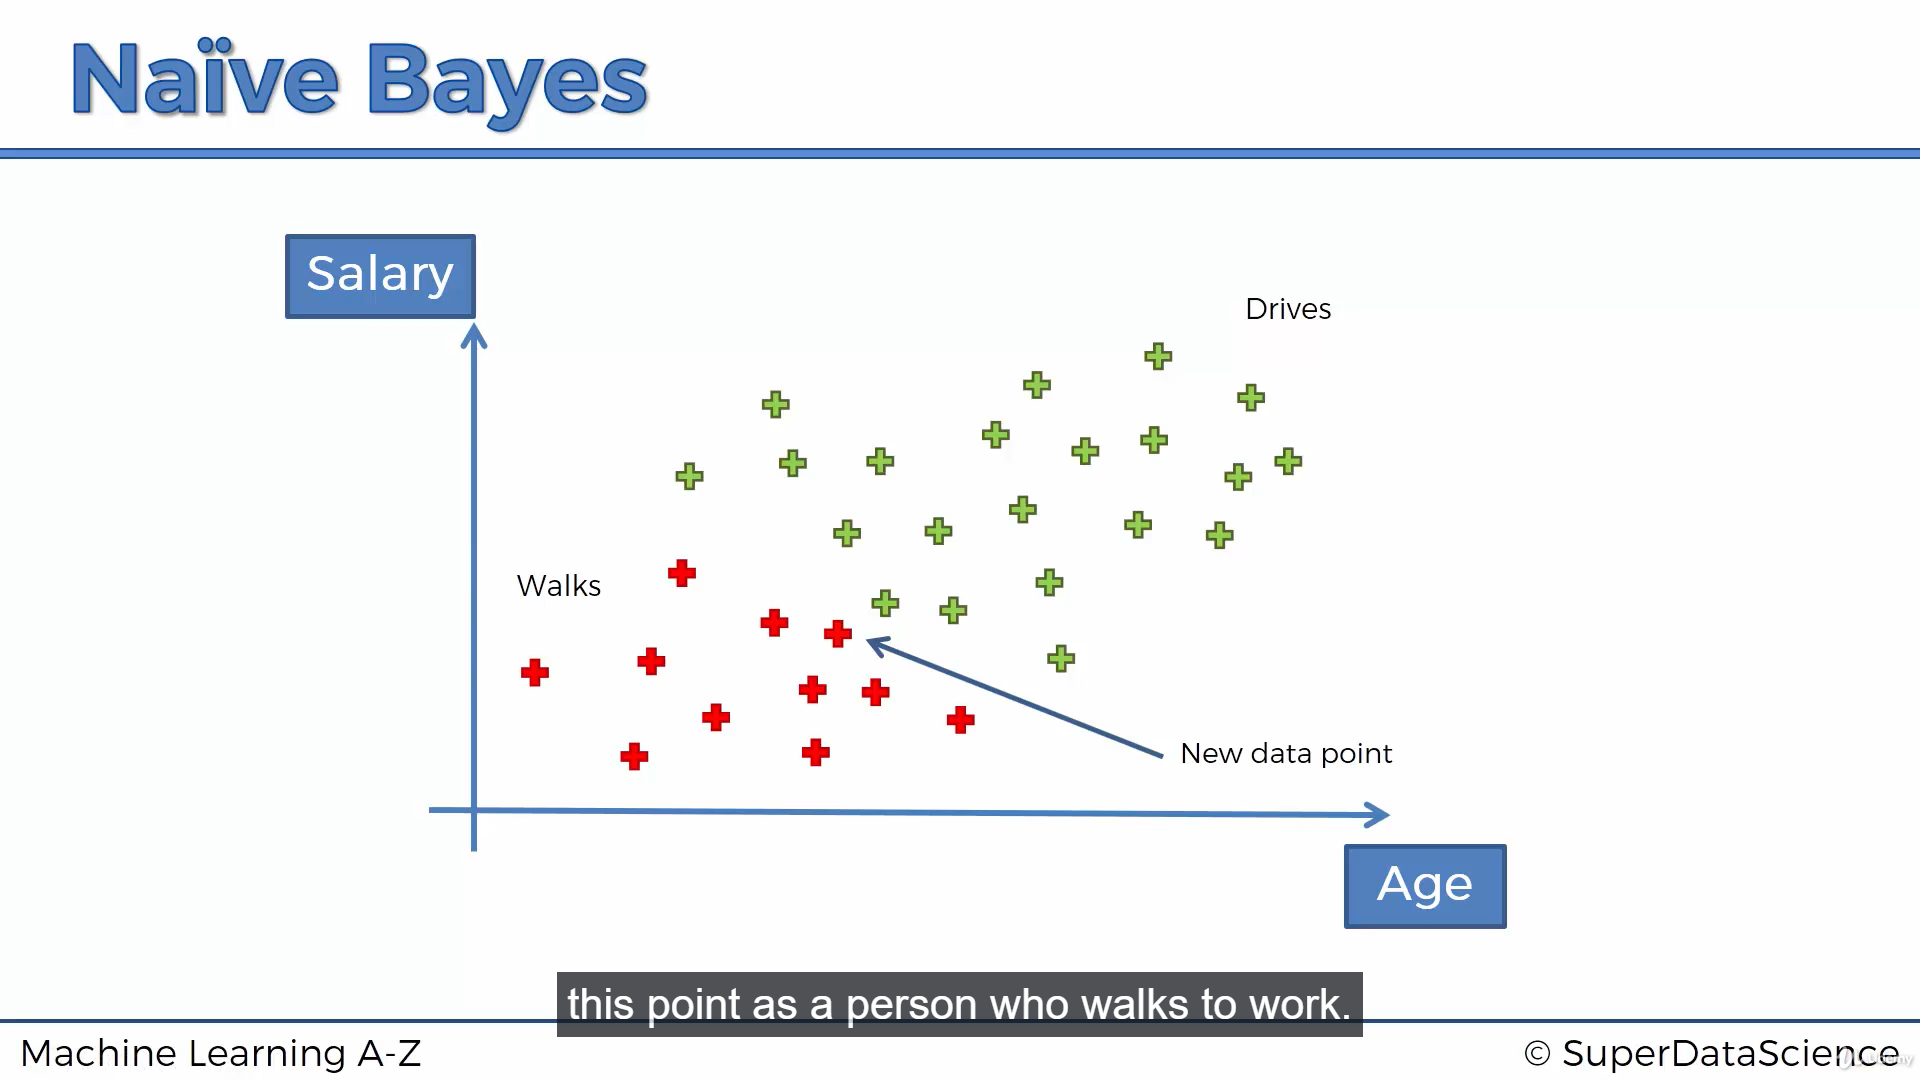 Naïve Bayes
Salary
Drives
Walks
New data point
Age
this point as a person who walks to work.
Machine Learning A-Z
© SuperDataScience